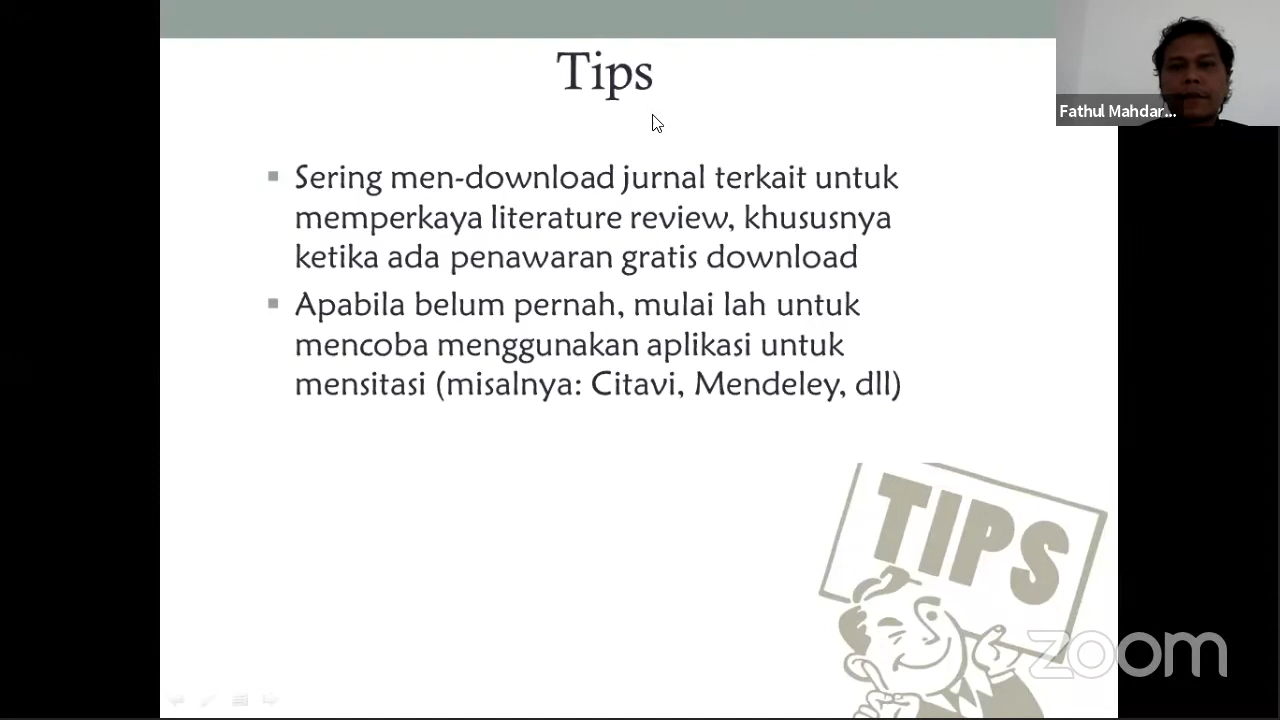 Tips
Fathul Mahdar...
Sering men-download jurnal terkait untuk
memperkaya literature review, khususnya
ketika ada penawaran gratis download
Apabila belum pernah, mulai lah untuk
mencoba menggunakan aplikasi untuk
mensitasi (misalnya: Citavi, Mendeley, dll)
TIPS
zoom